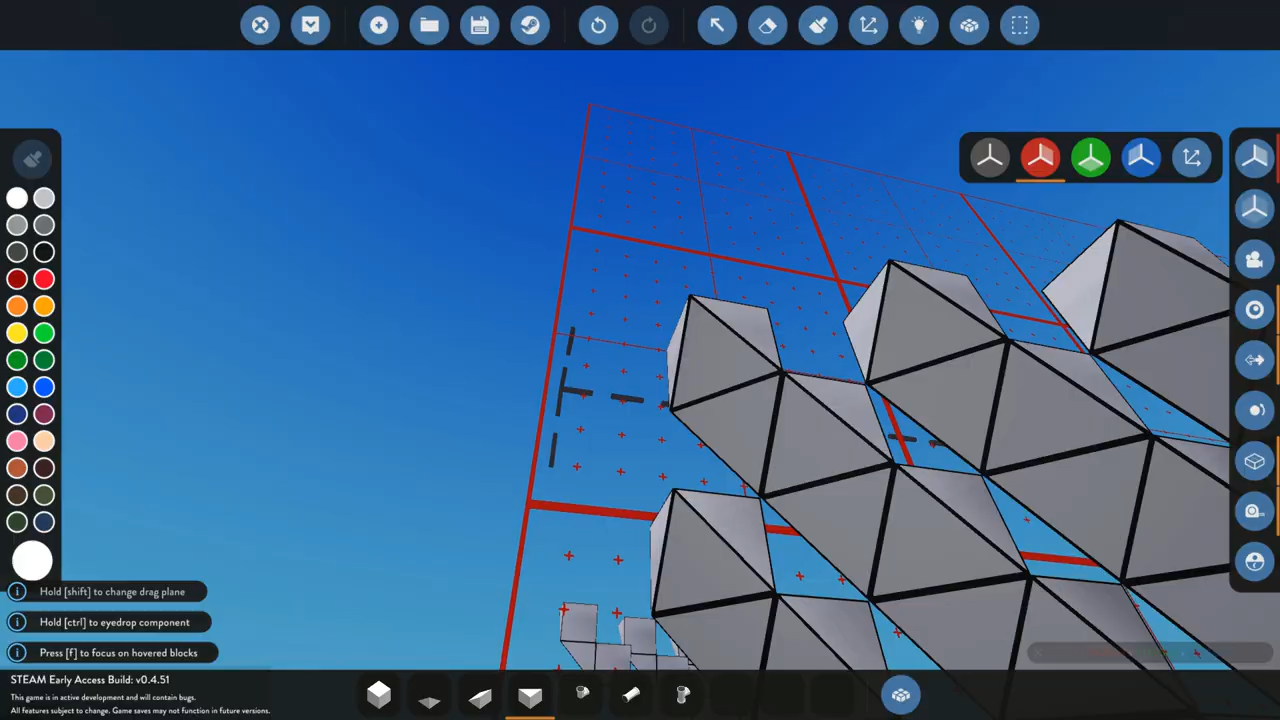 Hold [shift] to change drag plane
Hold [ctrl] to eyedrop component
Press [f] to focus on hovered blocks
STEAM Early Access Build: v0.4.51
This game is in active development and will contain bugs.
All features subject to change. Game saves may not function in future versions.